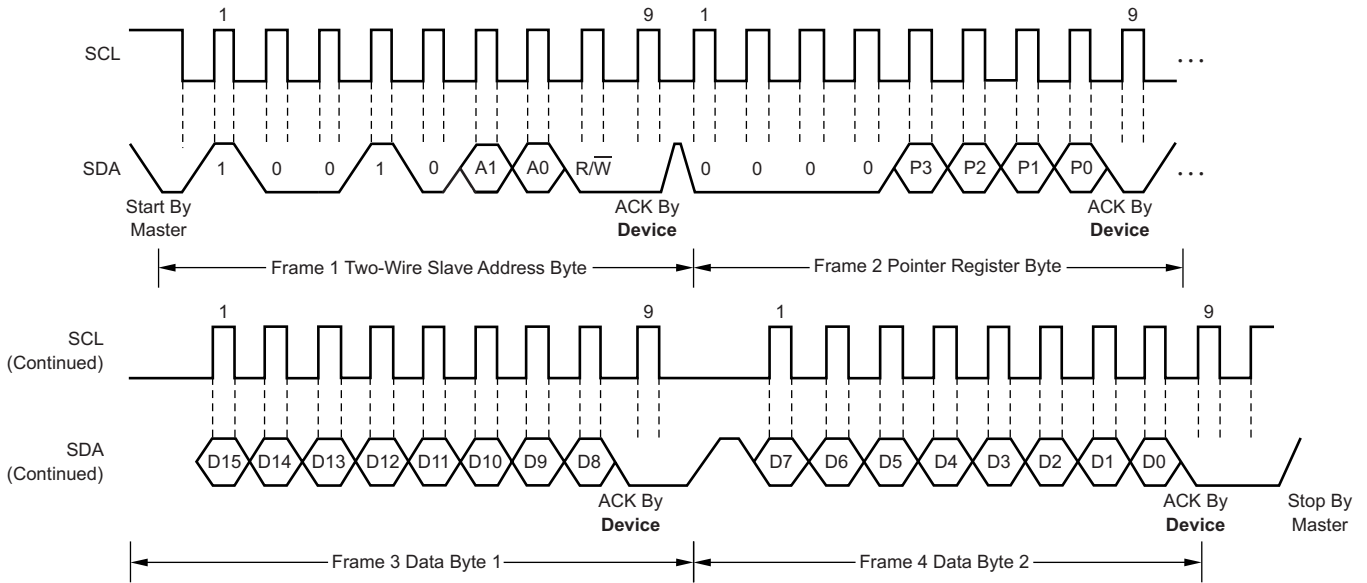 1 9 1 9
SCL ...
SDA 1 0 0 1 0 A1 A0 R/W̅ 0 0 0 0 P3 P2 P1 P0 ...
Start By Master ACK By Device ACK By Device
Frame 1 Two-Wire Slave Address Byte Frame 2 Pointer Register Byte
1 9 1 9
SCL (Continued)
SDA (Continued) D15 D14 D13 D12 D11 D10 D9 D8 D7 D6 D5 D4 D3 D2 D1 D0
ACK By Device ACK By Device Stop By Master
Frame 3 Data Byte 1 Frame 4 Data Byte 2